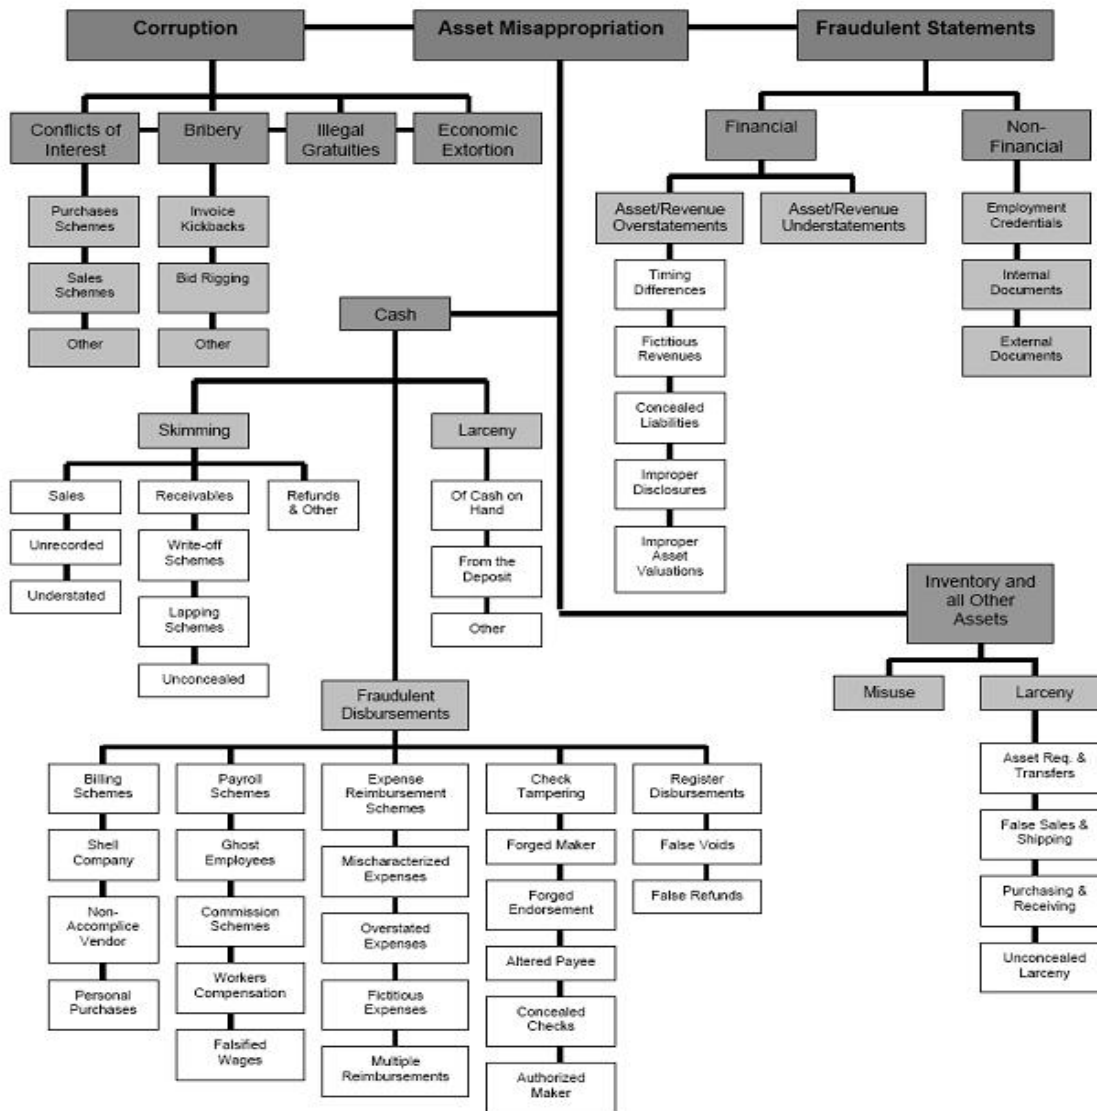 Corruption
Asset Misappropriation
Fraudulent Statements
Conflicts of
Interest
Bribery
Illegal
Gratuities
Economic
Extortion
Financial
Non-
Financial
Purchases
Schemes
Sales
Schemes
Other
Invoice
Kickbacks
Bid Rigging
Other
Asset/Revenue
Overstatements
Asset/Revenue
Understatements
Timing
Differences
Fictitious
Revenues
Concealed
Liabilities
Improper
Disclosures
Improper
Asset
Valuations
Employment
Credentials
Internal
Documents
External
Documents
Cash
Skimming
Larceny
Sales
Unrecorded
Understated
Receivables
Write-off
Schemes
Lapping
Schemes
Unconcealed
Refunds
& Other
Of Cash on
Hand
From the
Deposit
Other
Inventory and
all Other
Assets
Misuse
Larceny
Asset Req. &
Transfers
False Sales &
Shipping
Purchasing &
Receiving
Unconcealed
Larceny
Fraudulent
Disbursements
Billing
Schemes
Shell
Company
Non-
Accomplice
Vendor
Personal
Purchases
Payroll
Schemes
Ghost
Employees
Commission
Schemes
Workers
Compensation
Falsified
Wages
Expense
Reimbursement
Schemes
Mischaracterized
Expenses
Overstated
Expenses
Fictitious
Expenses
Multiple
Reimbursements
Check
Tampering
Forged Maker
Forged
Endorsement
Altered Payee
Concealed
Checks
Authorized
Maker
Register
Disbursements
False Voids
False Refunds